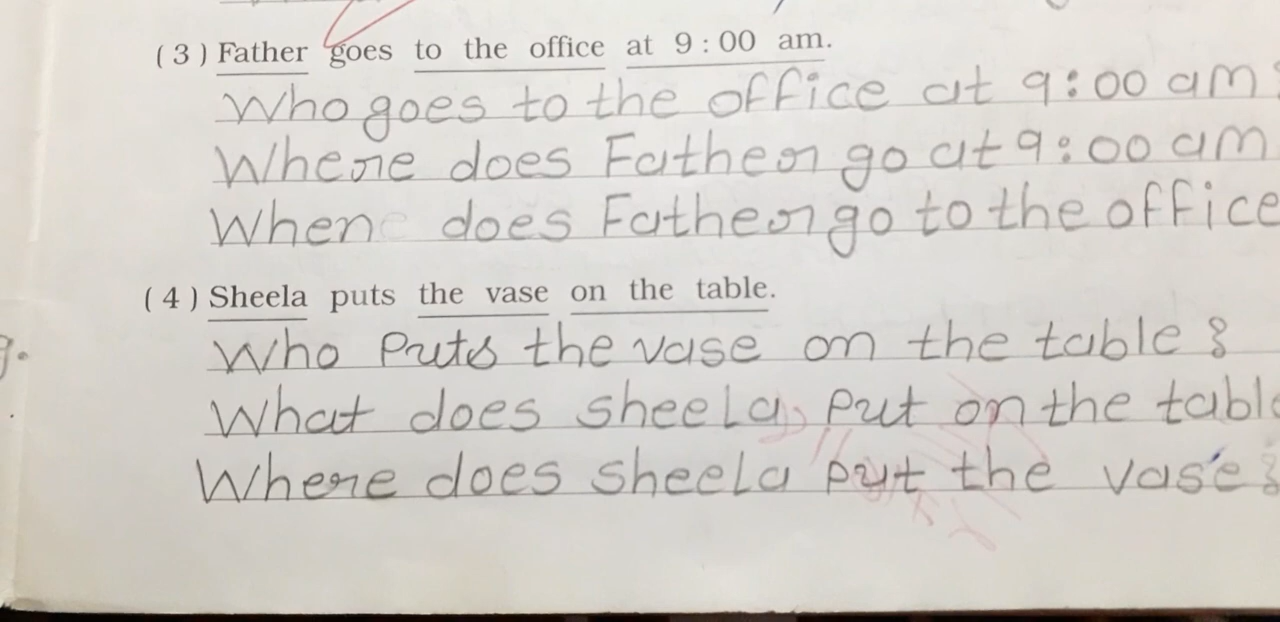 (3) Father goes to the office at 9:00 am.
Who goes to the office at 9:00 am
Where does Father go at 9:00 am
When does Father go to the office
(4) Sheela puts the vase on the table.
Who Puts the vase on the table ?
What does sheela Put on the table
Where does sheela put the vase ?